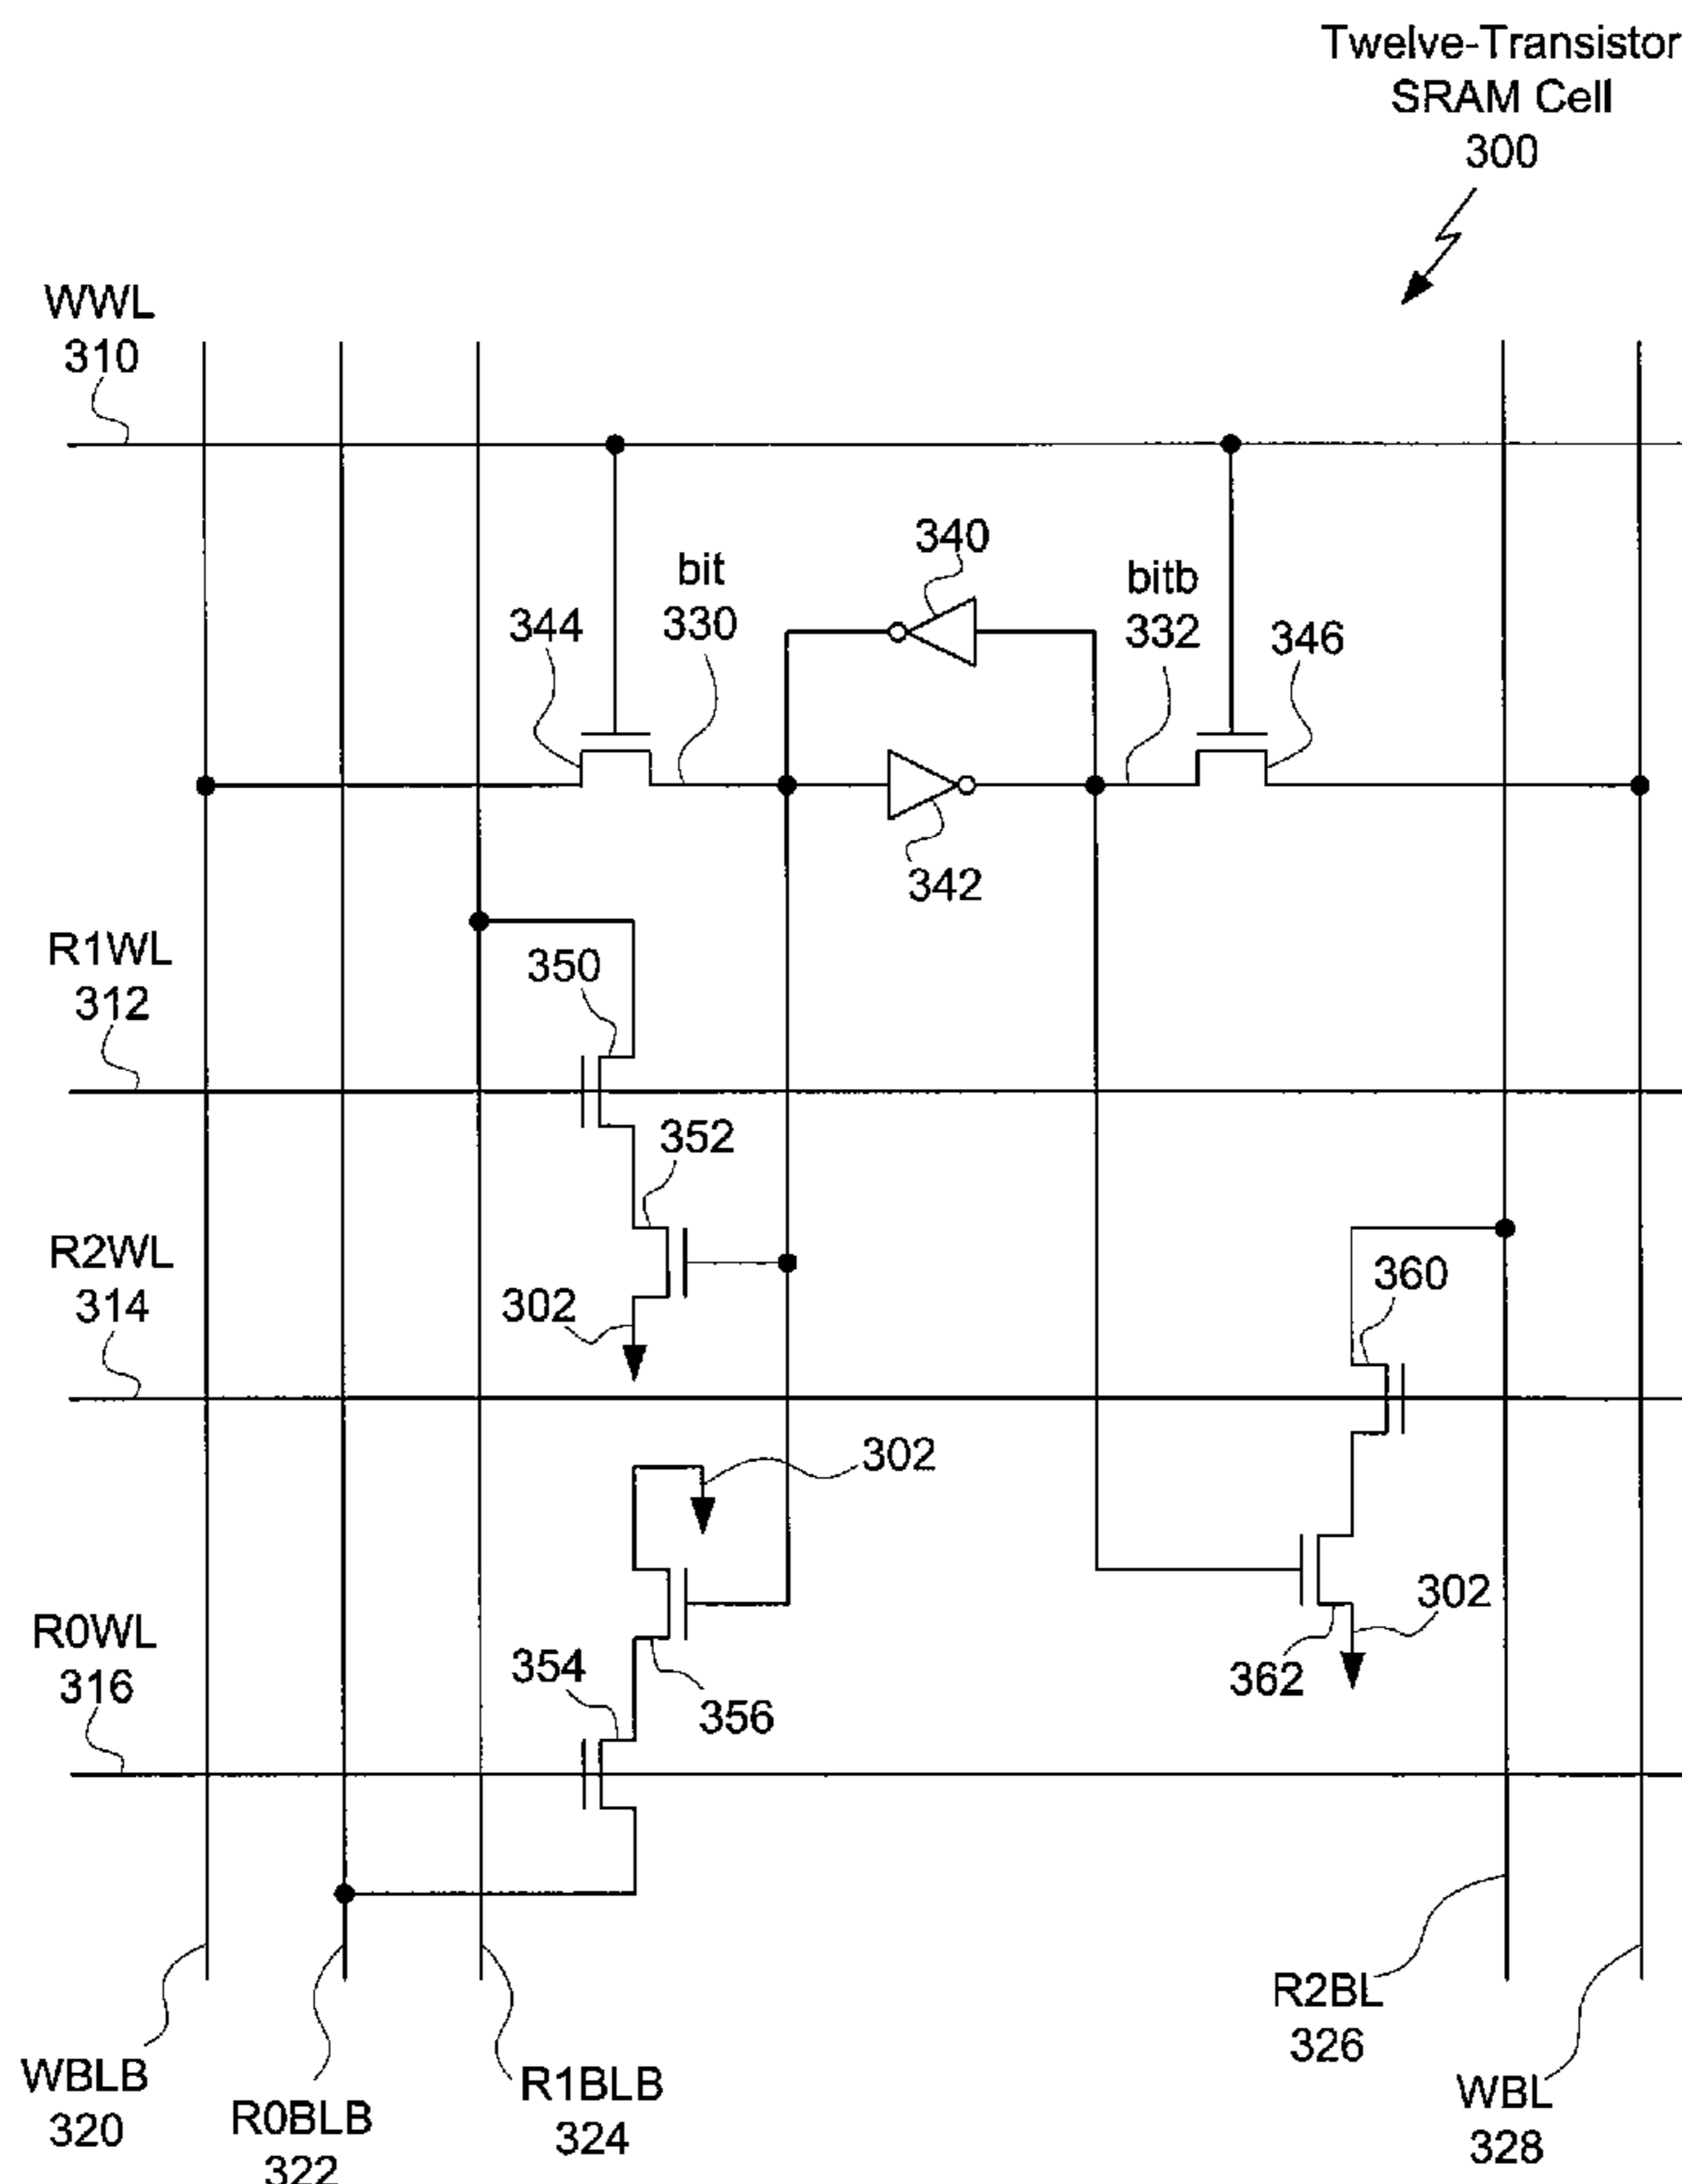 Twelve-Transistor
SRAM Cell
300
WWL
310
340
bit
330
bitb
332
344
346
342
R1WL
312
350
352
R2WL
314
302
360
302
R0WL
316
354
356
302
362
WBLB
320
R0BLB
322
R1BLB
324
R2BL
326
WBL
328